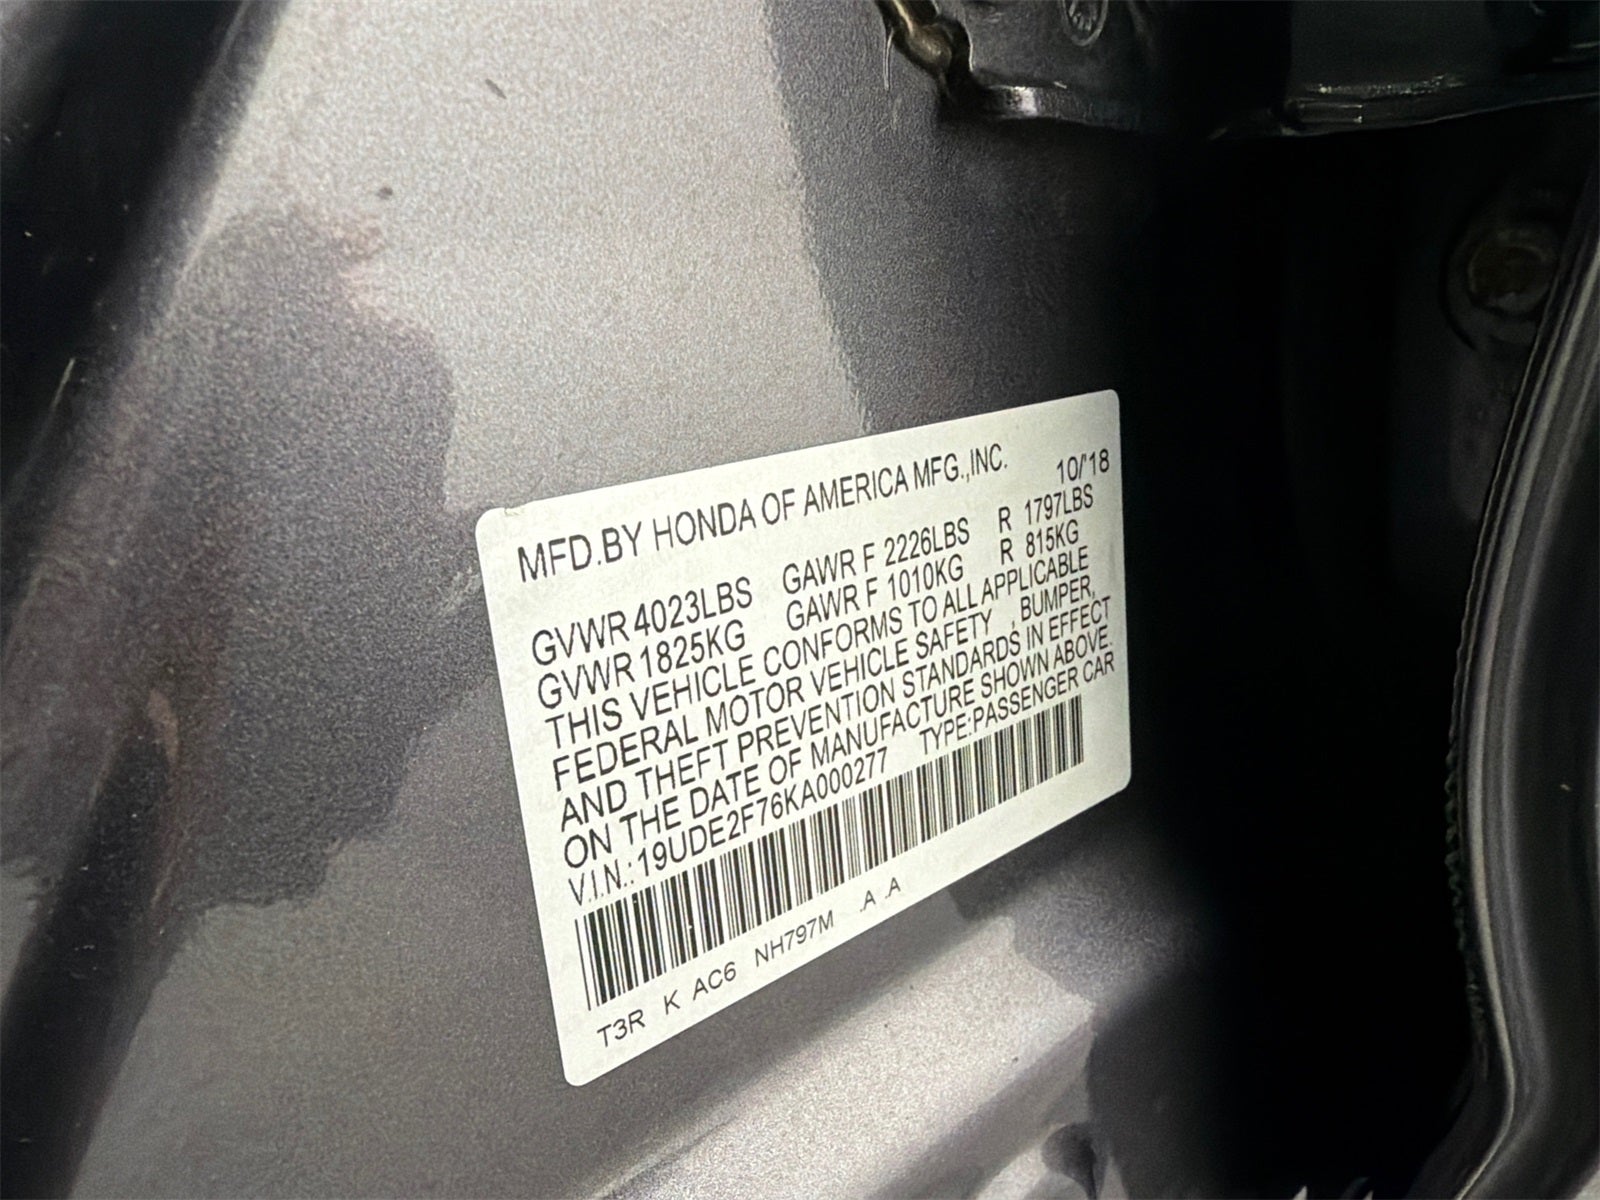 MFD.BY HONDA OF AMERICA MFG.,INC. 10/'18
GVWR 4023LBS GAWR F 2226LBS R 1797LBS
GVWR 1825KG GAWR F 1010KG R 815KG
THIS VEHICLE CONFORMS TO ALL APPLICABLE
FEDERAL MOTOR VEHICLE SAFETY , BUMPER,
AND THEFT PREVENTION STANDARDS IN EFFECT
ON THE DATE OF MANUFACTURE SHOWN ABOVE.
V.I.N.: 19UDE2F76KA000277 TYPE:PASSENGER CAR
T3R K AC6 NH797M .A .A